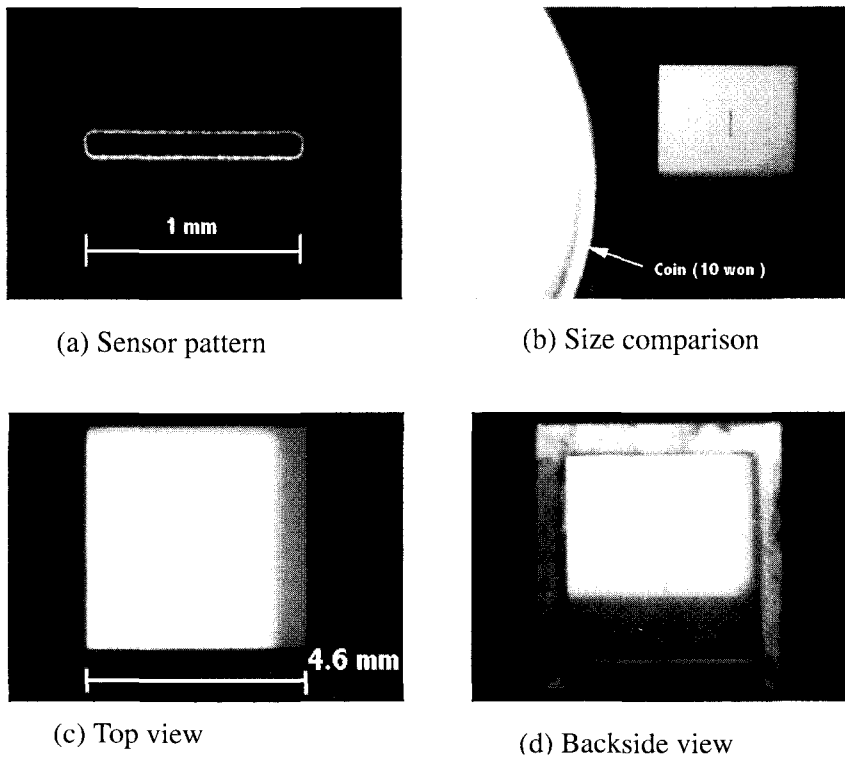 1 mm
Coin ( 10 won )
(a) Sensor pattern
(b) Size comparison
4.6 mm
(c) Top view
(d) Backside view